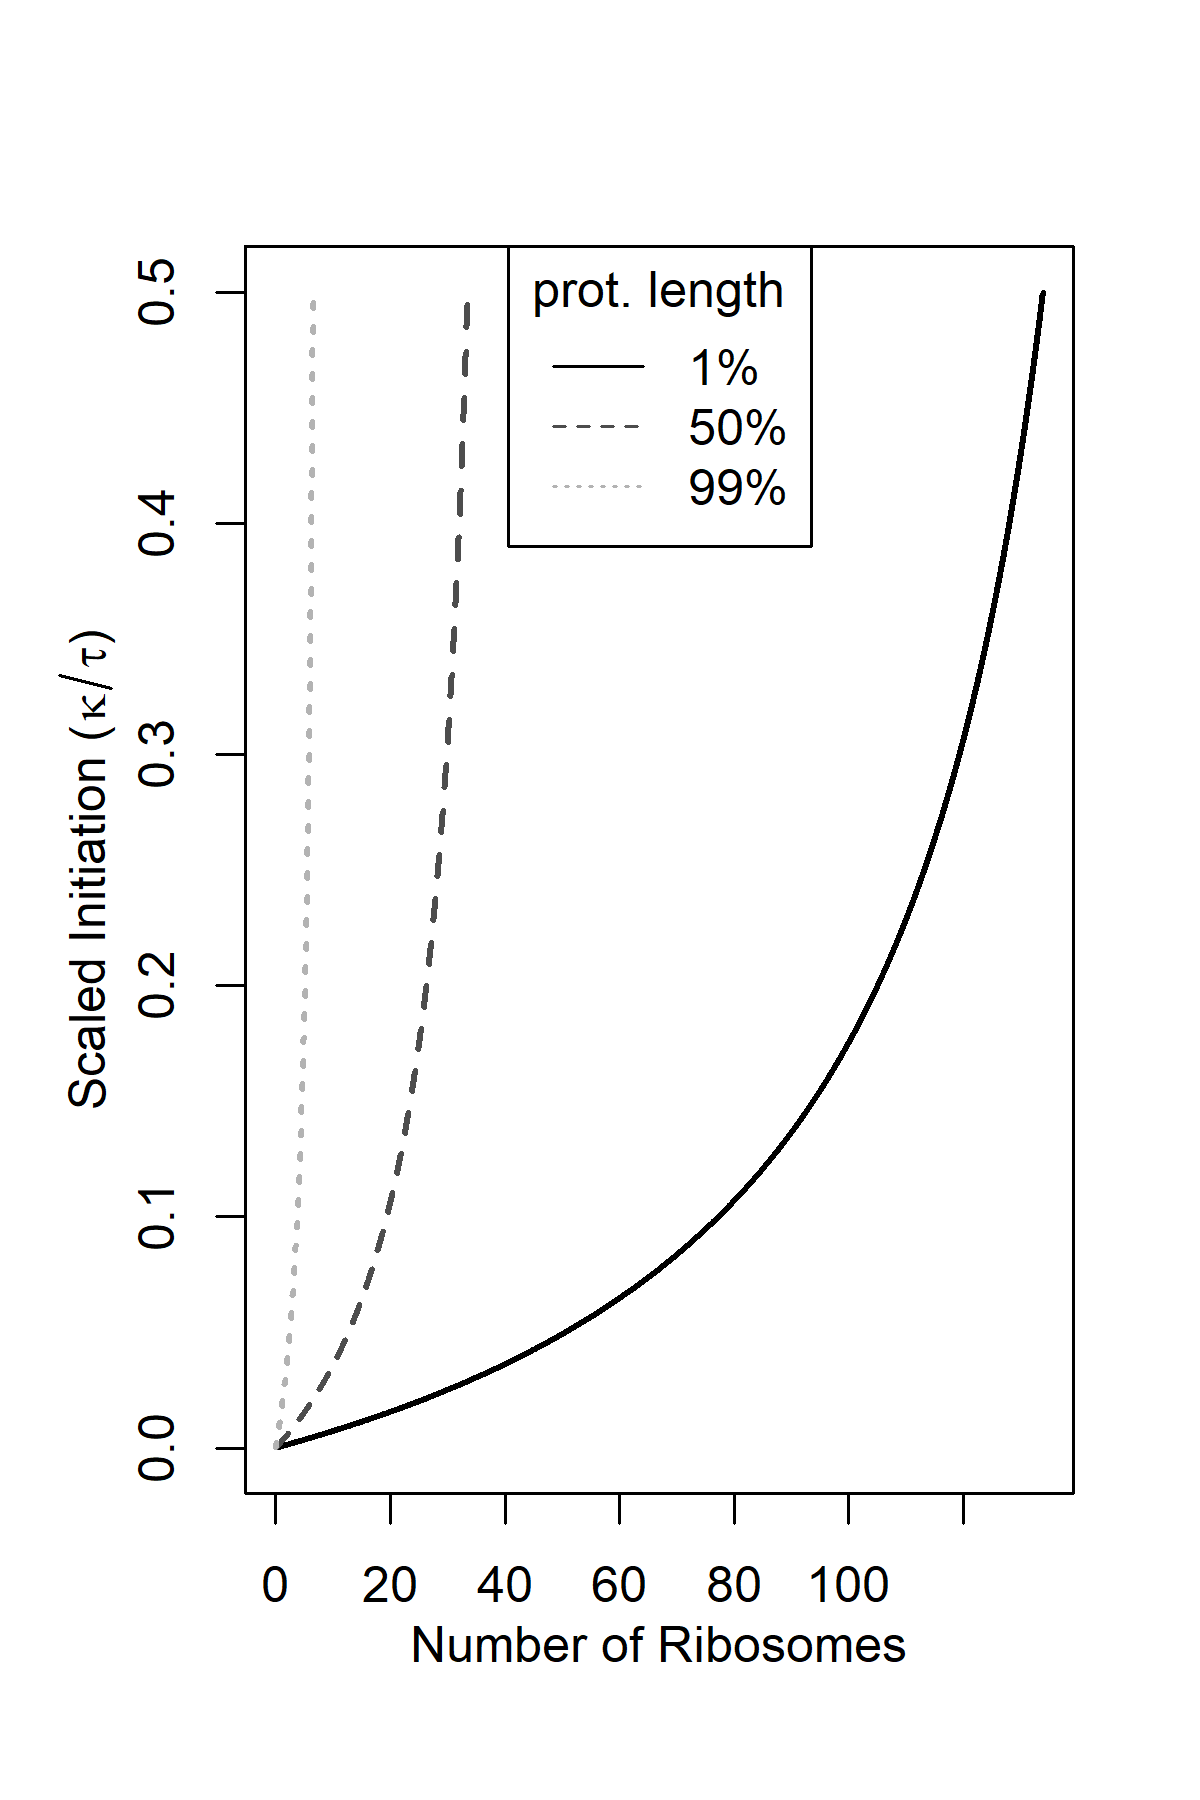 prot. length
1%
50%
99%
Scaled Initiation (κ/τ)
0.5
0.4
0.3
0.2
0.1
0.0
0 20 40 60 80 100
Number of Ribosomes